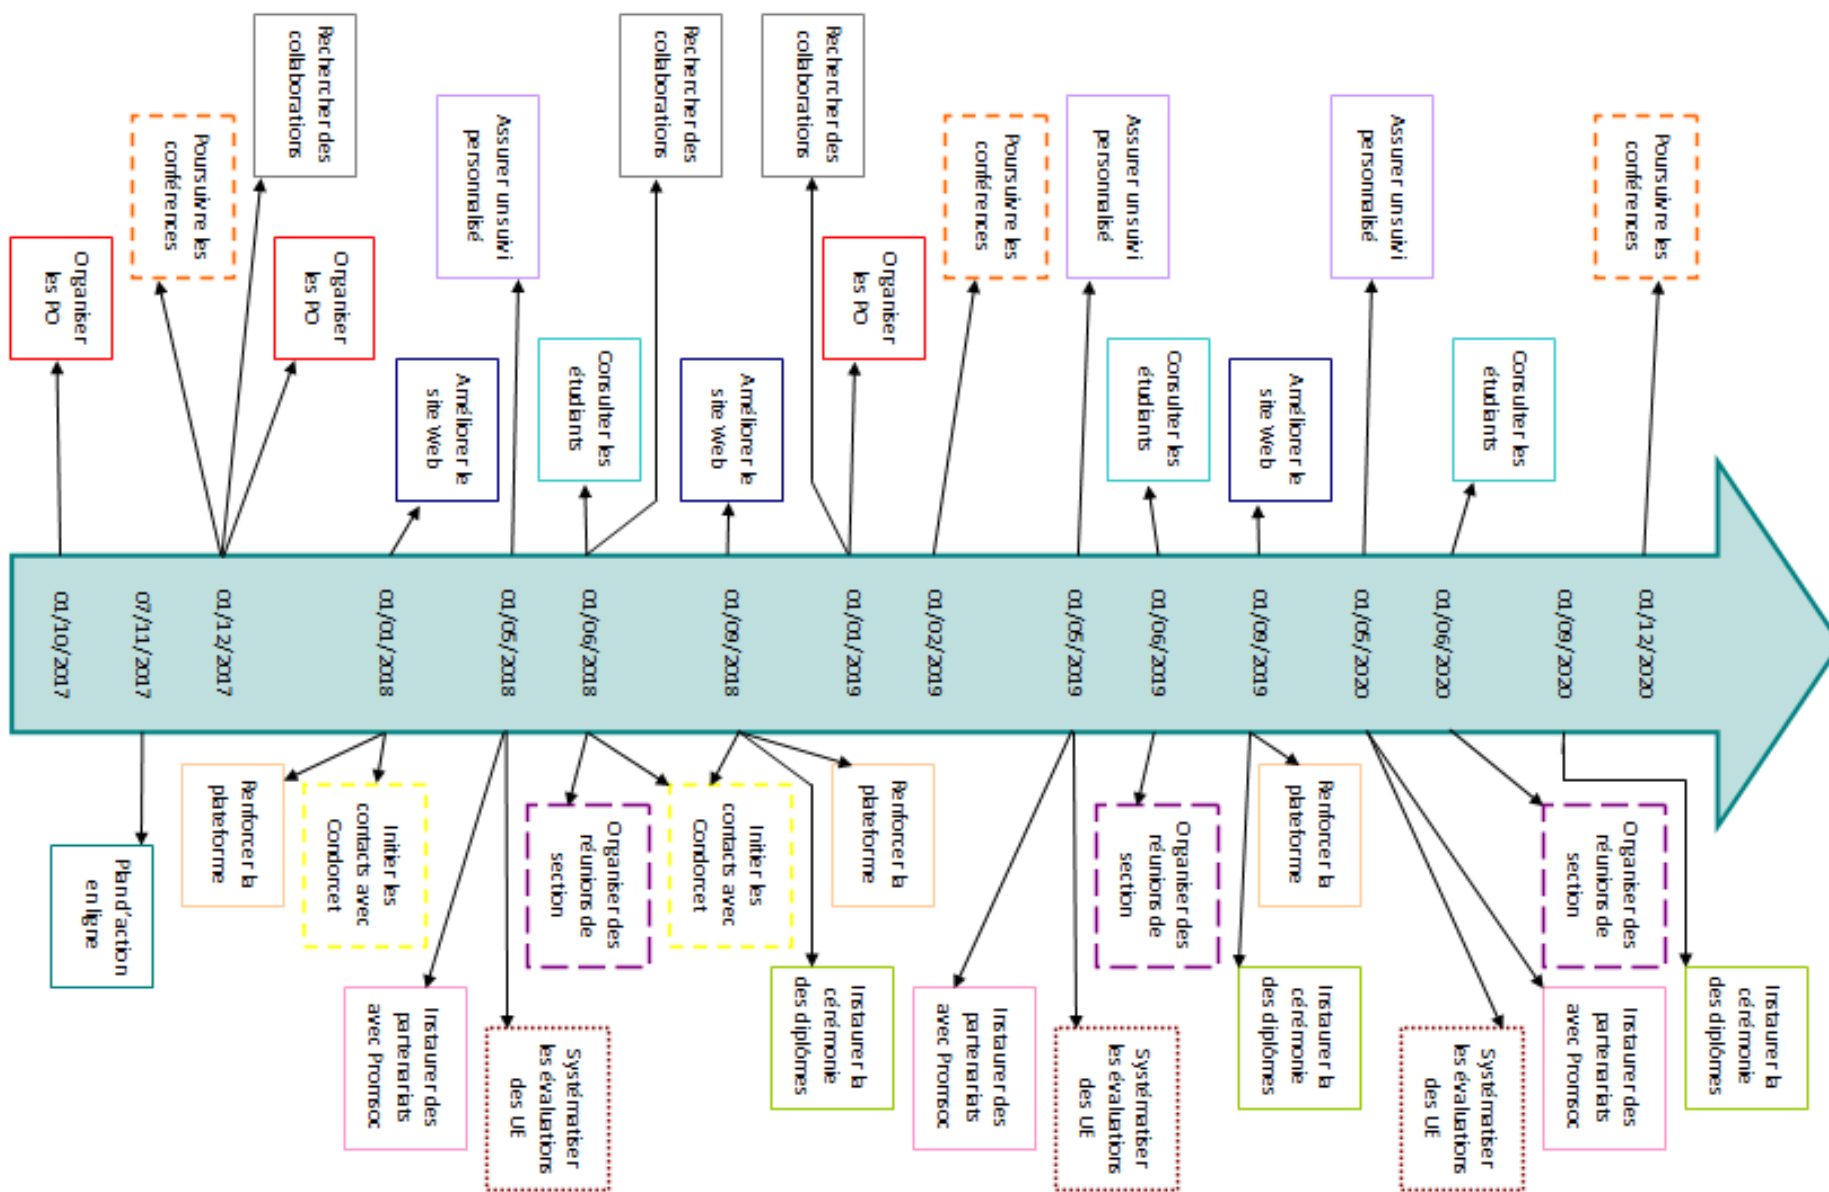 Rechercher des
collaborations
Rechercher des
collaborations
Rechercher des
collaborations
Poursuivre les
conférences
Assurer un suivi
personnalisé
Poursuivre les
conférences
Assurer un suivi
personnalisé
Assurer un suivi
personnalisé
Poursuivre les
conférences
Organiser
les PO
Organiser
les PO
Organiser
les PO
Améliorer le
site Web
Consulter les
étudiants
Améliorer le
site Web
Consulter les
étudiants
Améliorer le
site Web
Consulter les
étudiants
01/10/2017
07/11/2017
01/12/2017
01/01/2018
01/05/2018
01/06/2018
01/09/2018
01/01/2019
01/02/2019
01/05/2019
01/06/2019
01/09/2019
01/05/2020
01/06/2020
01/09/2020
01/12/2020
Plan d'action
en ligne
Renforcer la
plateforme
Initier les
contacts avec
Condorcet
Organiser des
réunions de
section
Initier les
contacts avec
Condorcet
Renforcer la
plateforme
Organiser des
réunions de
section
Renforcer la
plateforme
Organiser des
réunions de
section
Instaurer des
partenariats
avec Promsoc
Systématiser
les évaluations
des UE
Instaurer la
cérémonie
des diplômes
Instaurer des
partenariats
avec Promsoc
Systématiser
les évaluations
des UE
Instaurer la
cérémonie
des diplômes
Systématiser
les évaluations
des UE
Instaurer des
partenariats
avec Promsoc
Instaurer la
cérémonie
des diplômes